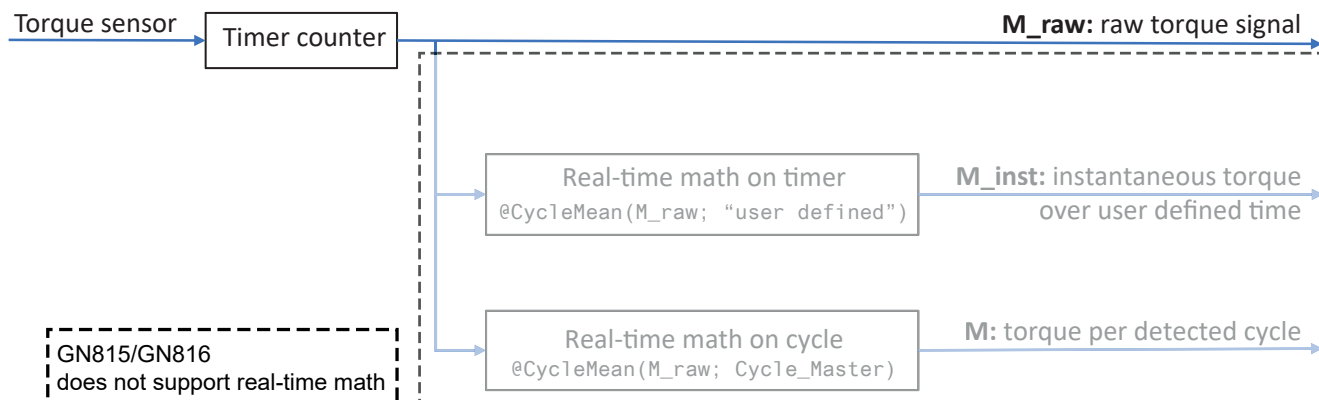 Torque sensor
Timer counter
M_raw: raw torque signal
Real-time math on timer
@CycleMean(M_raw; “user defined”)
M_inst: instantaneous torque
over user defined time
Real-time math on cycle
@CycleMean(M_raw; Cycle_Master)
M: torque per detected cycle
GN815/GN816
does not support real-time math